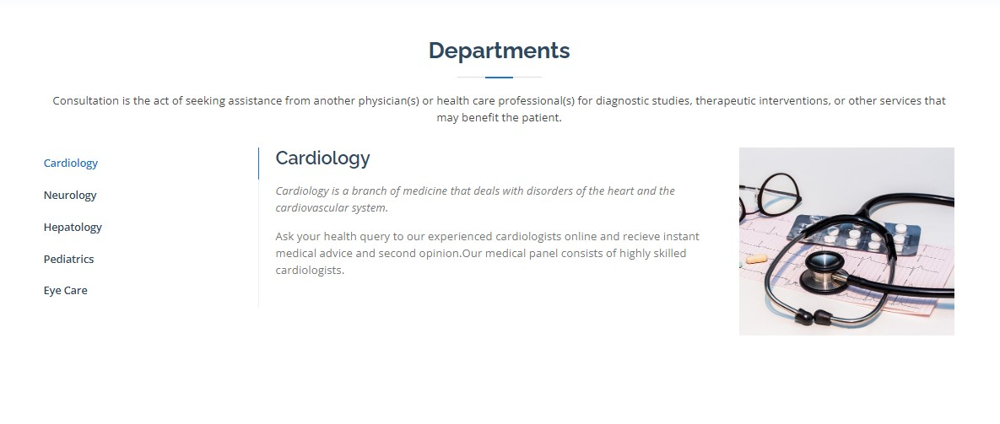 Departments
Consultation is the act of seeking assistance from another physician(s) or health care professional(s) for diagnostic studies, therapeutic interventions, or other services that
may benefit the patient.
Cardiology
Neurology
Hepatology
Pediatrics
Eye Care
Cardiology
Cardiology is a branch of medicine that deals with disorders of the heart and the
cardiovascular system.
Ask your health query to our experienced cardiologists online and recieve instant
medical advice and second opinion.Our medical panel consists of highly skilled
cardiologists.